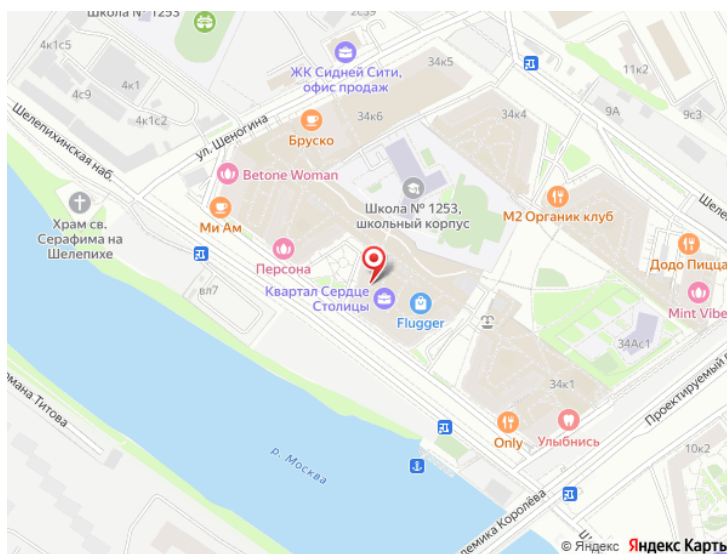 Школа № 1253
2с39
4к1с5
4к1
4с9
4к1с2
ЖК Сидней Сити,
офис продаж
34к5
11к2
9А
9с3
34к4
34к6
Шелепихинская наб.
ул. Шеногина
Бруско
Betone Woman
Храм св.
Серафима на
Шелепихе
Ми Ам
Школа № 1253,
школьный корпус
М2 Органик клуб
Персона
Додо Пицца
Mint Vibe
вл7
Квартал Сердце
Столицы
Flugger
34Ас1
34к1
Only
Улыбнись
10к2
р. Москва
© Яндекс Яндекс Карты